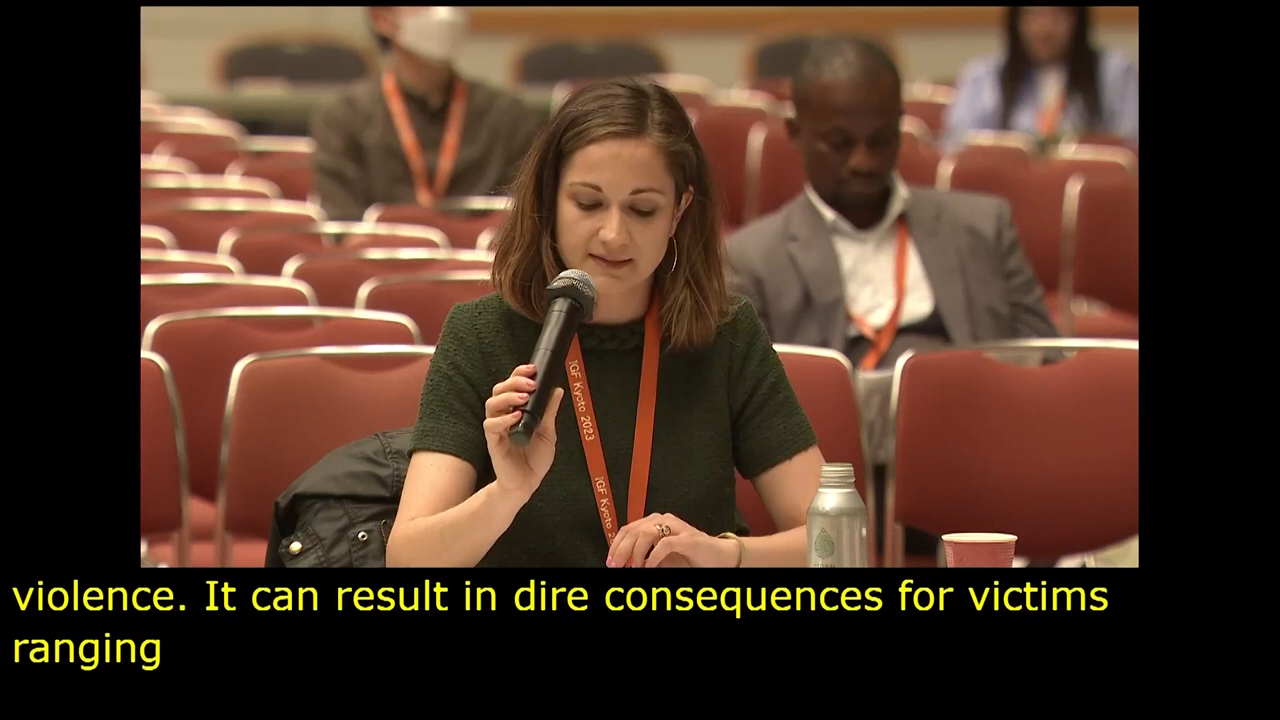 IGF Kyoto 2023
IGF Kyoto 2
violence. It can result in dire consequences for victims
ranging